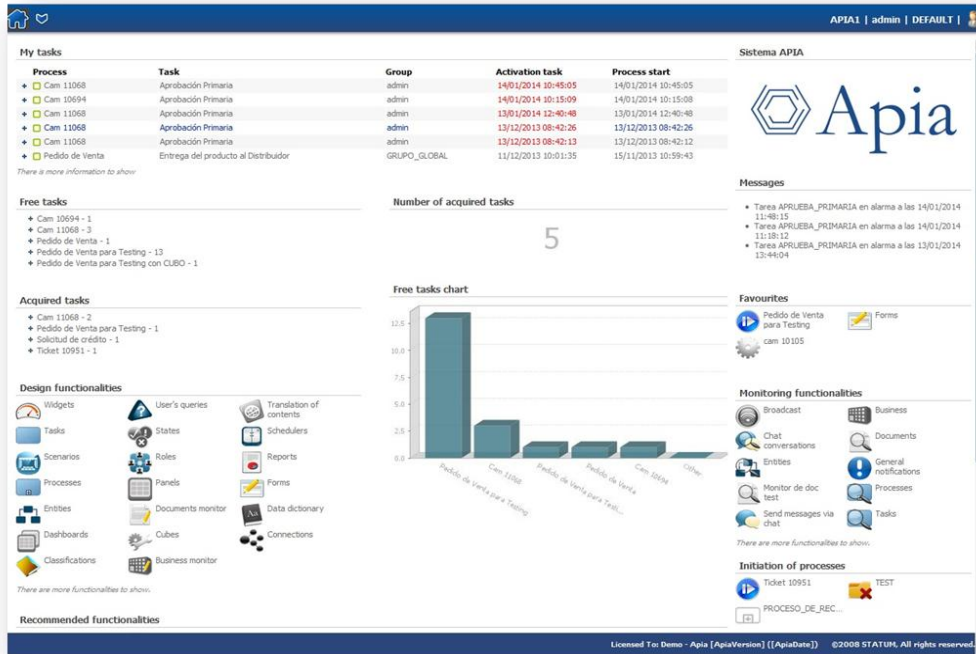 APIA1 | admin | DEFAULT |
My tasks
Process Task Group Activation task Process start
Cam 11068 Aprobación Primaria admin 14/01/2014 10:45:05 14/01/2014 10:45:05
Cam 10694 Aprobación Primaria admin 14/01/2014 10:15:09 14/01/2014 10:15:08
Cam 11068 Aprobación Primaria admin 13/01/2014 12:40:48 13/01/2014 12:40:48
Cam 11068 Aprobación Primaria admin 13/12/2013 08:42:26 13/12/2013 08:42:26
Cam 11068 Aprobación Primaria admin 13/12/2013 08:42:13 13/12/2013 08:42:12
Pedido de Venta Entrega del producto al Distribuidor GRUPO_GLOBAL 11/12/2013 10:01:35 15/11/2013 10:59:43
There is more information to show
Free tasks
Cam 10694 - 1
Cam 11068 - 3
Pedido de Venta - 1
Pedido de Venta para Testing - 13
Pedido de Venta para Testing con CUBO - 1
Number of acquired tasks
5
Acquired tasks
Cam 11068 - 2
Pedido de Venta para Testing - 1
Solicitud de crédito - 1
Ticket 10951 - 1
Free tasks chart
12.5
10.0
7.5
5.0
2.5
0.0
Pedido de Venta para Testing
Cam 11068
Pedido de Venta para Testi...
Pedido de Venta
Cam 10694
Other
Design functionalities
Widgets User's queries Translation of
contents
Tasks States Schedulers
Scenarios Roles Reports
Processes Panels Forms
Entities Documents monitor Data dictionary
Dashboards Cubes Connections
Classifications Business monitor
There are more functionalities to show.
Recommended functionalities
Sistema APIA
Apia
Messages
Tarea APRUEBA_PRIMARIA en alarma a las 14/01/2014
11:48:15
Tarea APRUEBA_PRIMARIA en alarma a las 14/01/2014
11:18:12
Tarea APRUEBA_PRIMARIA en alarma a las 13/01/2014
13:44:04
Favourites
Pedido de Venta
para Testing
Forms
cam 10105
Monitoring functionalities
Broadcast Business
Chat
conversations
Documents
Entities
General
notifications
Monitor de doc
test
Processes
Send messages via
chat
Tasks
There are more functionalities to show.
Initiation of processes
Ticket 10951 TEST
PROCESO_DE_REC...
Licensed To: Demo - Apia [ApiaVersion] ([ApiaDate]) ©2008 STATUM, All rights reserved.